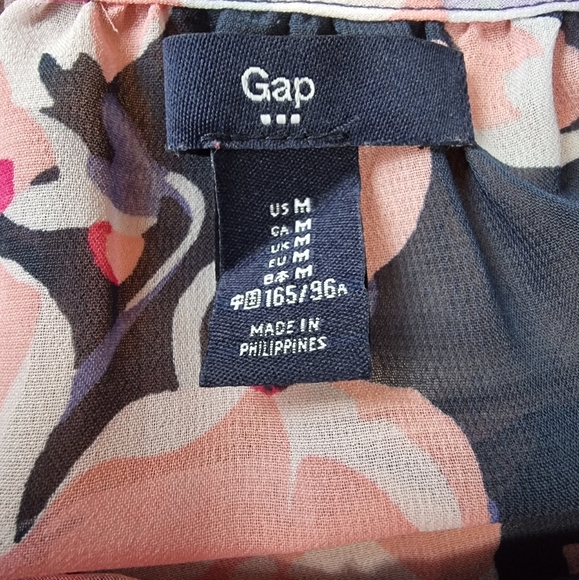 Gap
US M
CA M
UK M
EU M
日本 M
中国 165/96A
MADE IN
PHILIPPINES